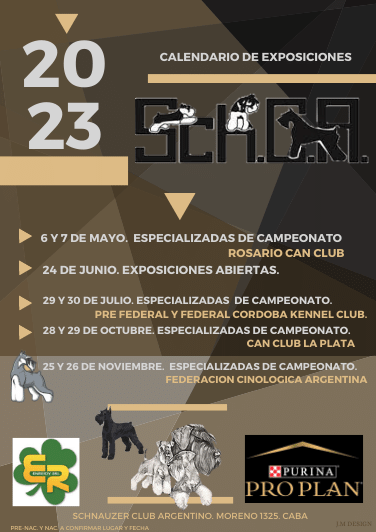 2023
CALENDARIO DE EXPOSICIONES
Sch.C.A.
6 Y 7 DE MAYO. ESPECIALIZADAS DE CAMPEONATO
ROSARIO CAN CLUB
24 DE JUNIO. EXPOSICIONES ABIERTAS.
29 Y 30 DE JULIO. ESPECIALIZADAS DE CAMPEONATO.
PRE FEDERAL Y FEDERAL CORDOBA KENNEL CLUB.
28 Y 29 DE OCTUBRE. ESPECIALIZADAS DE CAMPEONATO.
CAN CLUB LA PLATA
25 Y 26 DE NOVIEMBRE. ESPECIALIZADAS DE CAMPEONATO.
FEDERACION CINOLOGICA ARGENTINA
ER
PURINA
PRO PLAN
SCHNAUZER CLUB ARGENTINO. MORENO 1325. CABA
PRE-NAC. Y NAC. A CONFIRMAR LUGAR Y FECHA